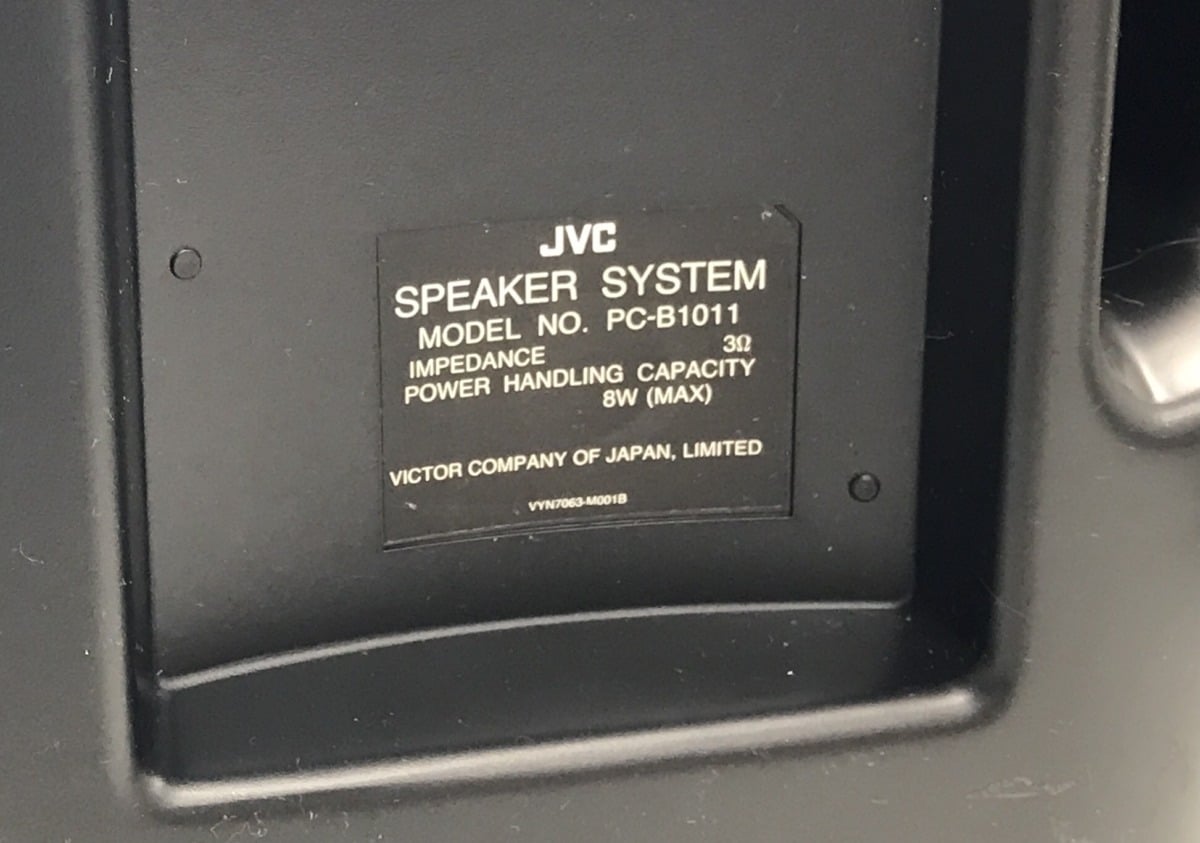 JVC
SPEAKER SYSTEM
MODEL NO. PC-B1011
IMPEDANCE 3Ω
POWER HANDLING CAPACITY
8W (MAX)
VICTOR COMPANY OF JAPAN, LIMITED
VYN7063-M001B